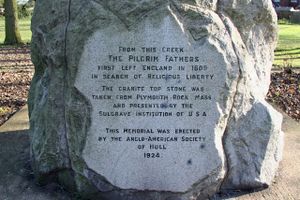 From this creek
The Pilgrim Fathers
first left England in 1609
in search of Religious Liberty
The granite top stone was
taken from Plymouth Rock, Mass
and presented by the
Sulgrave Institution of U S A
This Memorial was erected
by the Anglo-American Society
of Hull
1924.